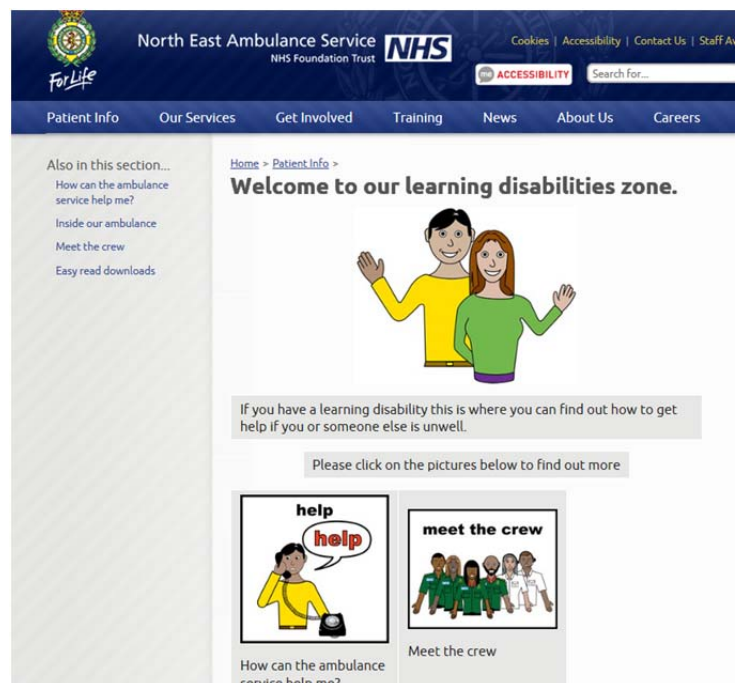 North East Ambulance Service
NHS Foundation Trust
NHS
For Life
Cookies | Accessibility | Contact Us | Staff
me ACCESSIBILITY
Search for...
Patient Info Our Services Get Involved Training News About Us Careers
Also in this section...
How can the ambulance
service help me?
Inside our ambulance
Meet the crew
Easy read downloads
Home > Patient Info >
Welcome to our learning disabilities zone.
If you have a learning disability this is where you can find out how to get
help if you or someone else is unwell.
Please click on the pictures below to find out more
help
help
How can the ambulance
service help me?
meet the crew
Meet the crew